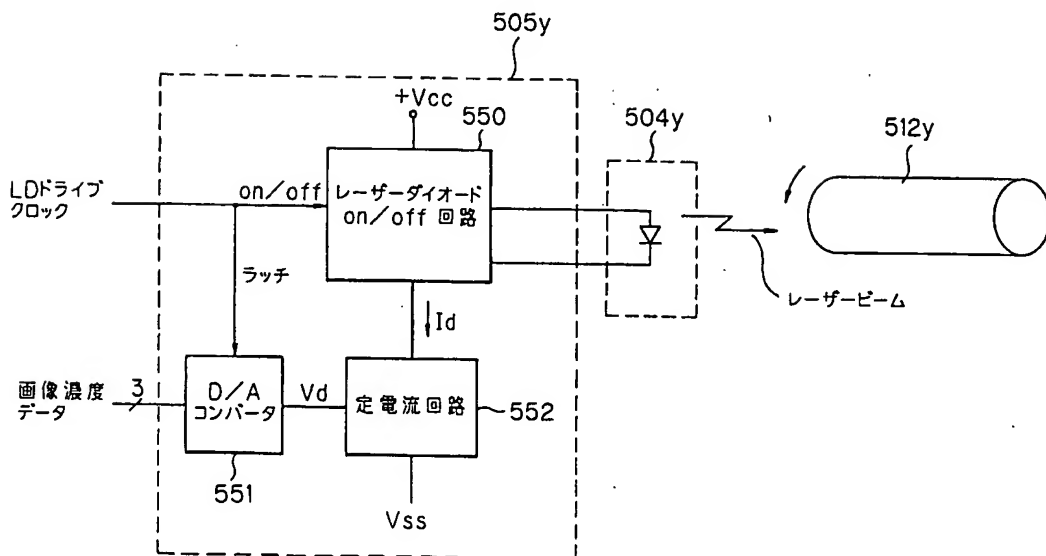 505y
+Vcc
550
504y
512y
LDドライブ
クロック
on/off
レーザーダイオード
on/off 回路
ラッチ
Id
レーザービーム
画像濃度
データ
3
D/A
コンバータ
Vd
定電流回路
552
551
Vss